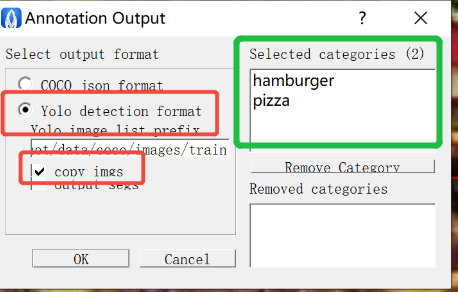 Annotation Output
?
Select output format
COCO json format
Yolo detection format
Yolo image list prefix
ot/data/coco/images/train
copy imgs
output segs
OK
Cancel
Selected categories (2)
hamburger
pizza
Remove Category
Removed categories